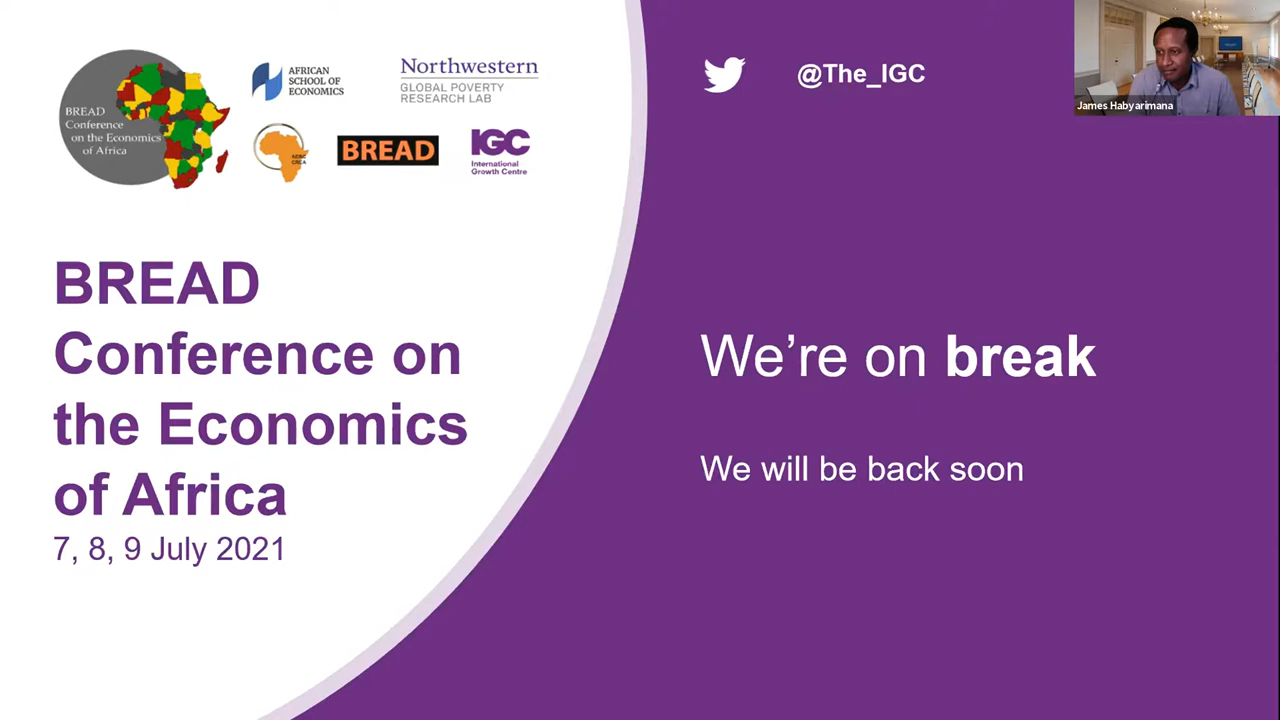 BREAD
Conference
on the Economics
of Africa
AFRICAN
SCHOOL OF
ECONOMICS
Northwestern
GLOBAL POVERTY
RESEARCH LAB
AERC
CREA
BREAD
IGC
International
Growth Centre
@The_IGC
James Habyarimana
BREAD
Conference on
the Economics
of Africa
7, 8, 9 July 2021
We're on break
We will be back soon